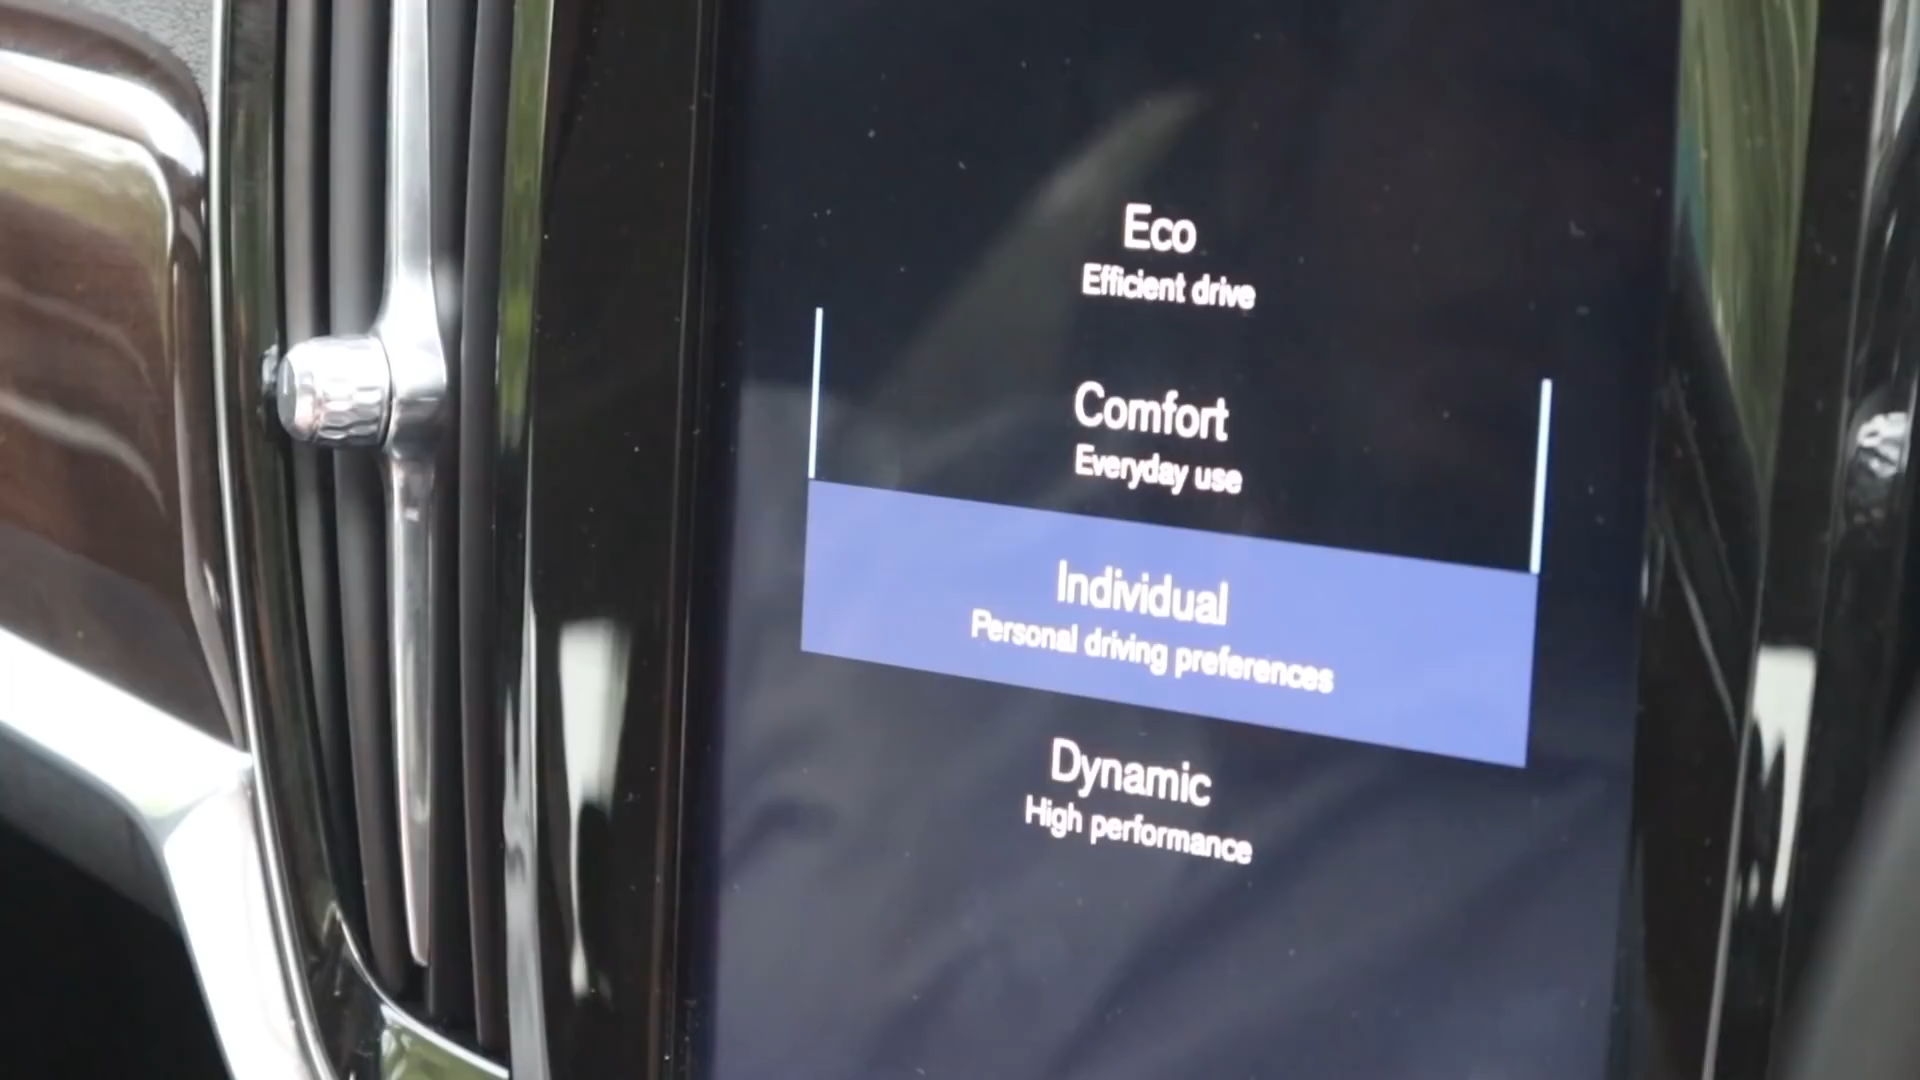 Eco
Efficient drive
Comfort
Everyday use
Individual
Personal driving preferences
Dynamic
High performance